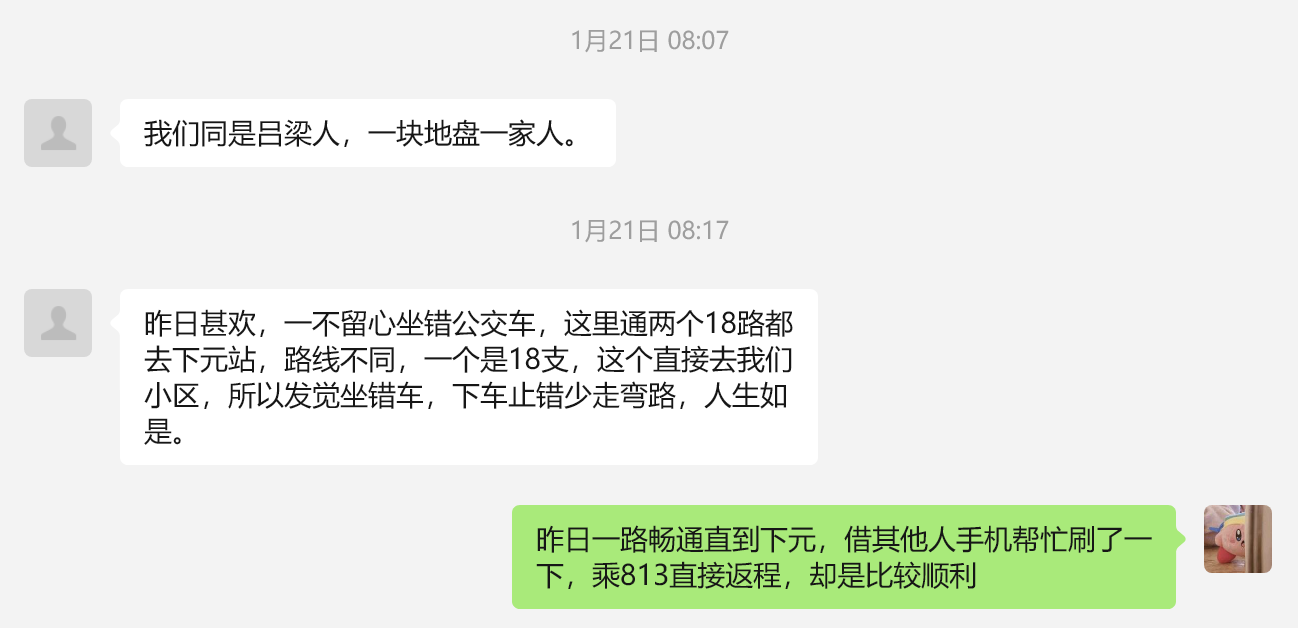 1月21日 08:07
我们同是吕梁人，一块地盘一家人。
1月21日 08:17
昨日甚欢，一不留心坐错公交车，这里通两个18路都
去下元站，路线不同，一个是18支，这个直接去我们
小区，所以发觉坐错车，下车止错少走弯路，人生如
是。
昨日一路畅通直到下元，借其他人手机帮忙刷了一
下，乘813直接返程，却是比较顺利